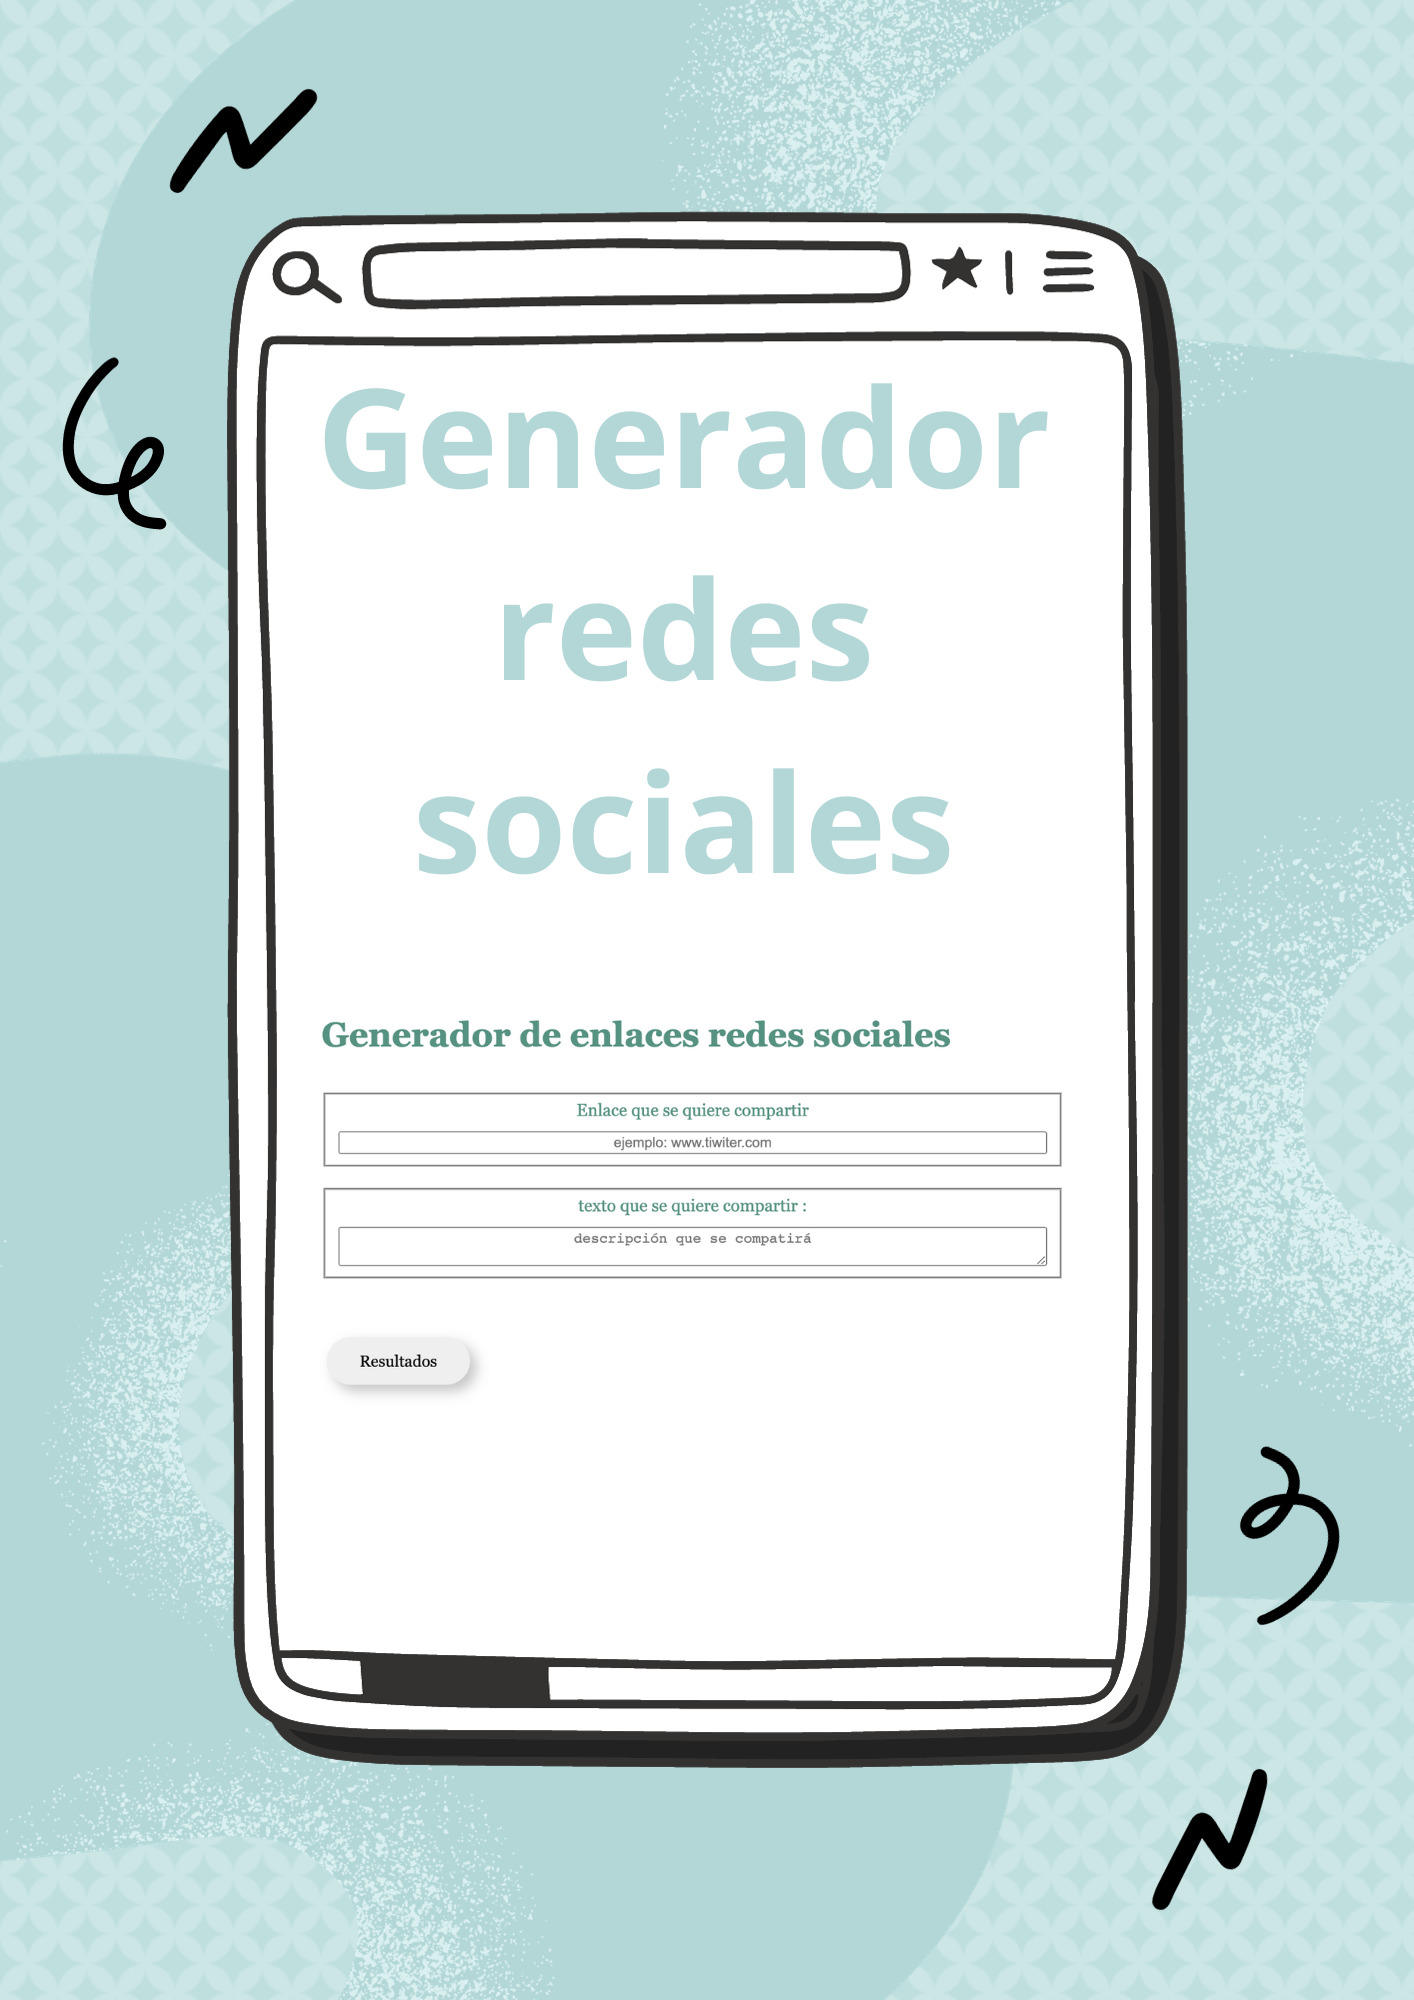 Generador
redes
sociales
Generador de enlaces redes sociales
Enlace que se quiere compartir
ejemplo: www.tiwiter.com
texto que se quiere compartir :
descripción que se compatirá
Resultados